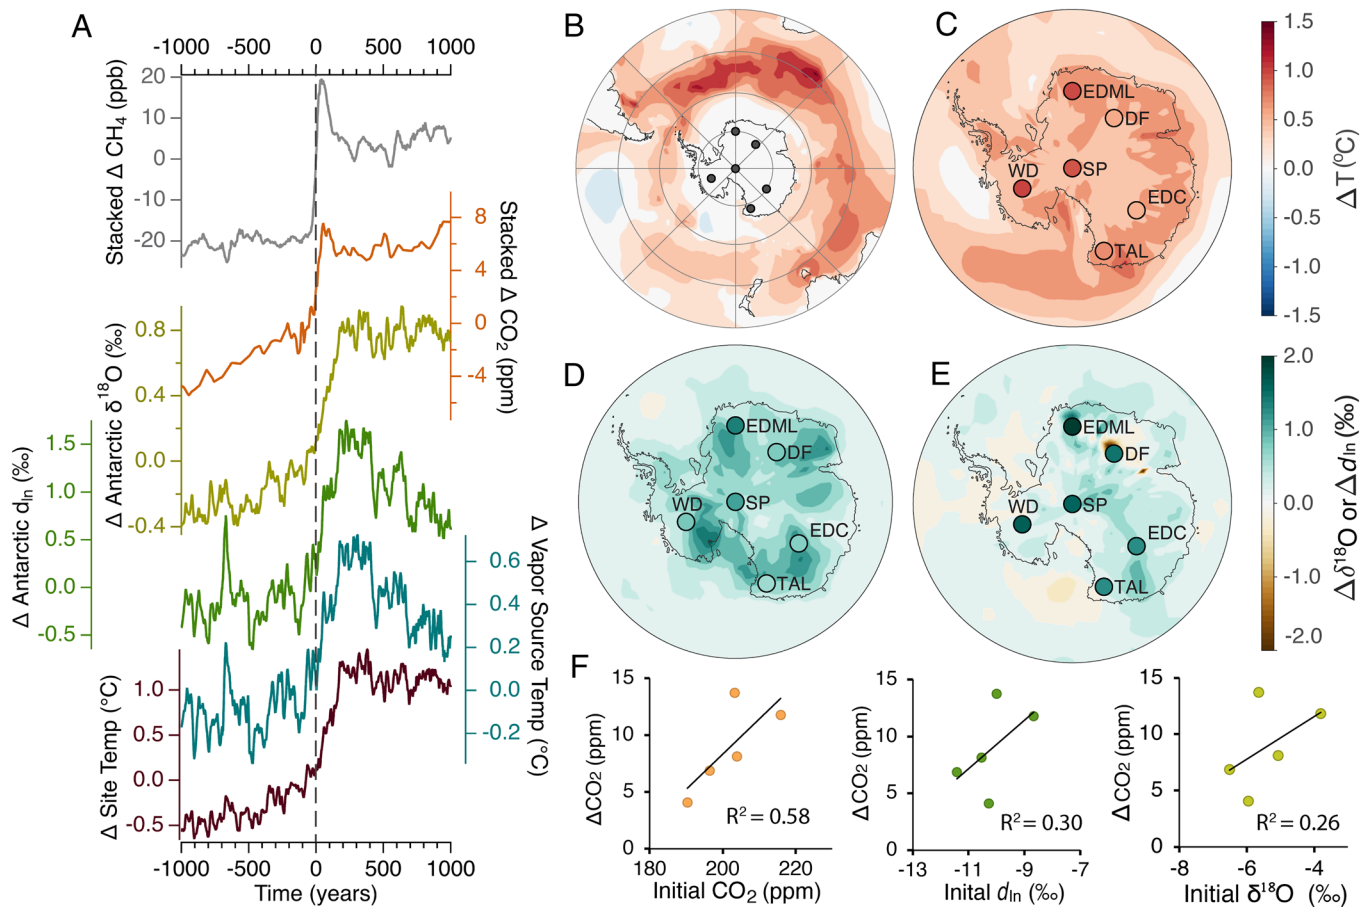 A
-1000 -500 0 500 1000
Stacked Δ CH4 (ppb)
20
10
0
-10
-20
Stacked Δ CO2 (ppm)
8
4
0
-4
Δ Antarctic δ18O (‰)
0.8
0.4
0.0
-0.4
Δ Antarctic dln (‰)
1.5
1.0
0.5
0.0
-0.5
Δ Vapor Source Temp (°C)
0.6
0.4
0.2
0.0
-0.2
Δ Site Temp (°C)
1.0
0.5
0.0
-0.5
-1000 -500 0 500 1000
Time (years)
B
C
EDML
DF
WD
SP
EDC
TAL
1.5
1.0
0.5
0.0
-0.5
-1.0
-1.5
ΔT (°C)
D
EDML
DF
WD
SP
EDC
TAL
E
EDML
DF
WD
SP
EDC
TAL
2.0
1.0
0.0
-1.0
-2.0
Δδ18O or Δdln (‰)
F
ΔCO2 (ppm)
15
10
5
0
R2 = 0.58
180 200 220
Initial CO2 (ppm)
ΔCO2 (ppm)
15
10
5
0
R2 = 0.30
-13 -11 -9 -7
Inital dln (‰)
ΔCO2 (ppm)
15
10
5
0
R2 = 0.26
-8 -6 -4 -2
Initial δ18O (‰)